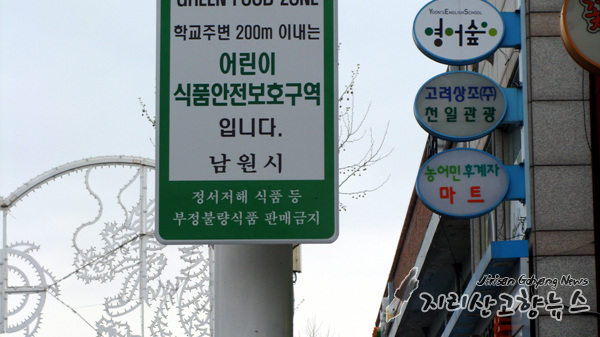 GREEN FOOD ZONE
학교주변 200m 이내는
어린이
식품안전보호구역
입니다.
남원시
정서저해 식품 등
부정불량식품 판매금지
YOON'S ENGLISH SCHOOL
영어숲
고려상조(주)
천일관광
농어민후계자
마트
Jirisan Gohyang News
지리산고향뉴스